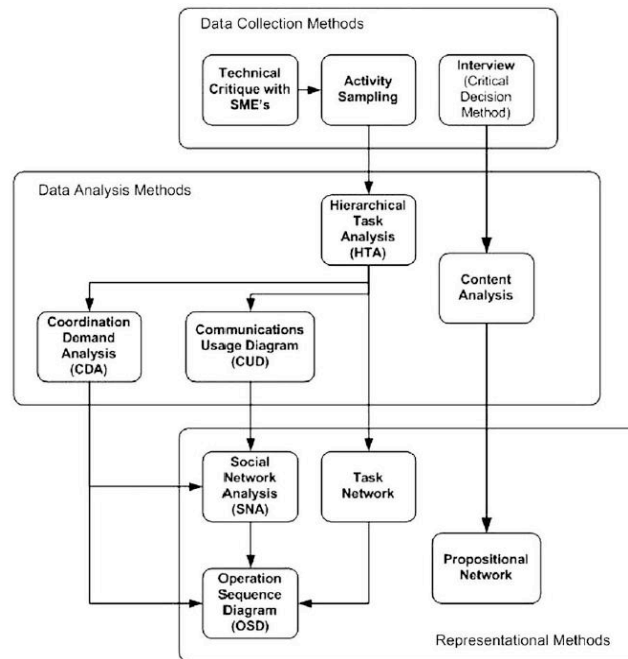 Data Collection Methods
Technical
Critique with
SME's
Activity
Sampling
Interview
(Critical
Decision
Method)
Data Analysis Methods
Hierarchical
Task
Analysis
(HTA)
Content
Analysis
Coordination
Demand
Analysis
(CDA)
Communications
Usage Diagram
(CUD)
Social
Network
Analysis
(SNA)
Task
Network
Propositional
Network
Operation
Sequence
Diagram
(OSD)
Representational Methods